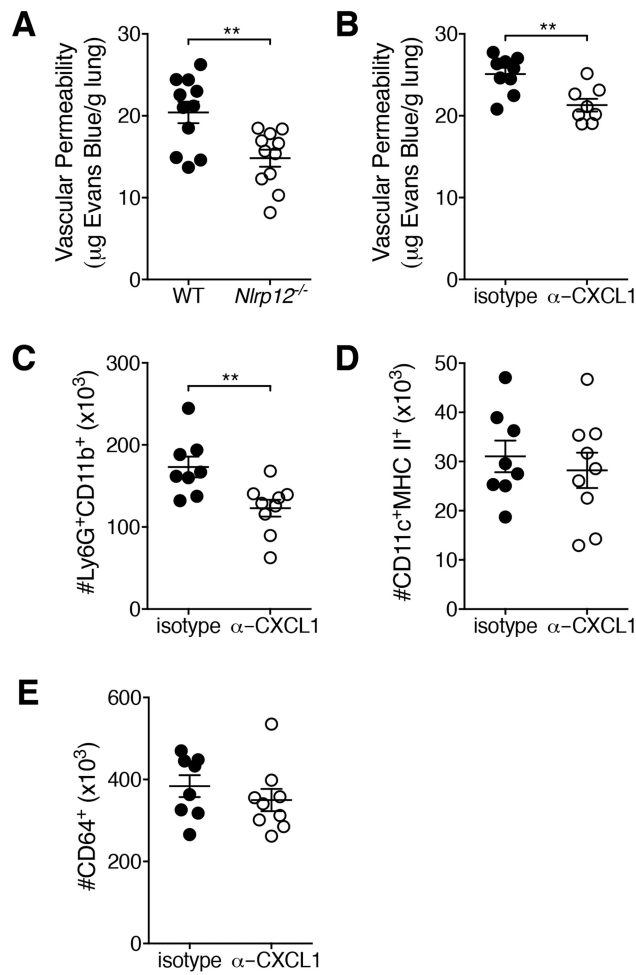 A
Vascular Permeability
(μg Evans Blue/g lung)
30
20
10
0
**
WT
Nlrp12-/-
B
Vascular Permeability
(μg Evans Blue/g lung)
30
20
10
0
**
isotype
α−CXCL1
C
#Ly6G+CD11b+ (x10³)
300
200
100
0
**
isotype
α−CXCL1
D
#CD11c+MHC II+ (x10³)
50
40
30
20
10
0
isotype
α−CXCL1
E
#CD64+ (x10³)
600
400
200
0
isotype
α−CXCL1